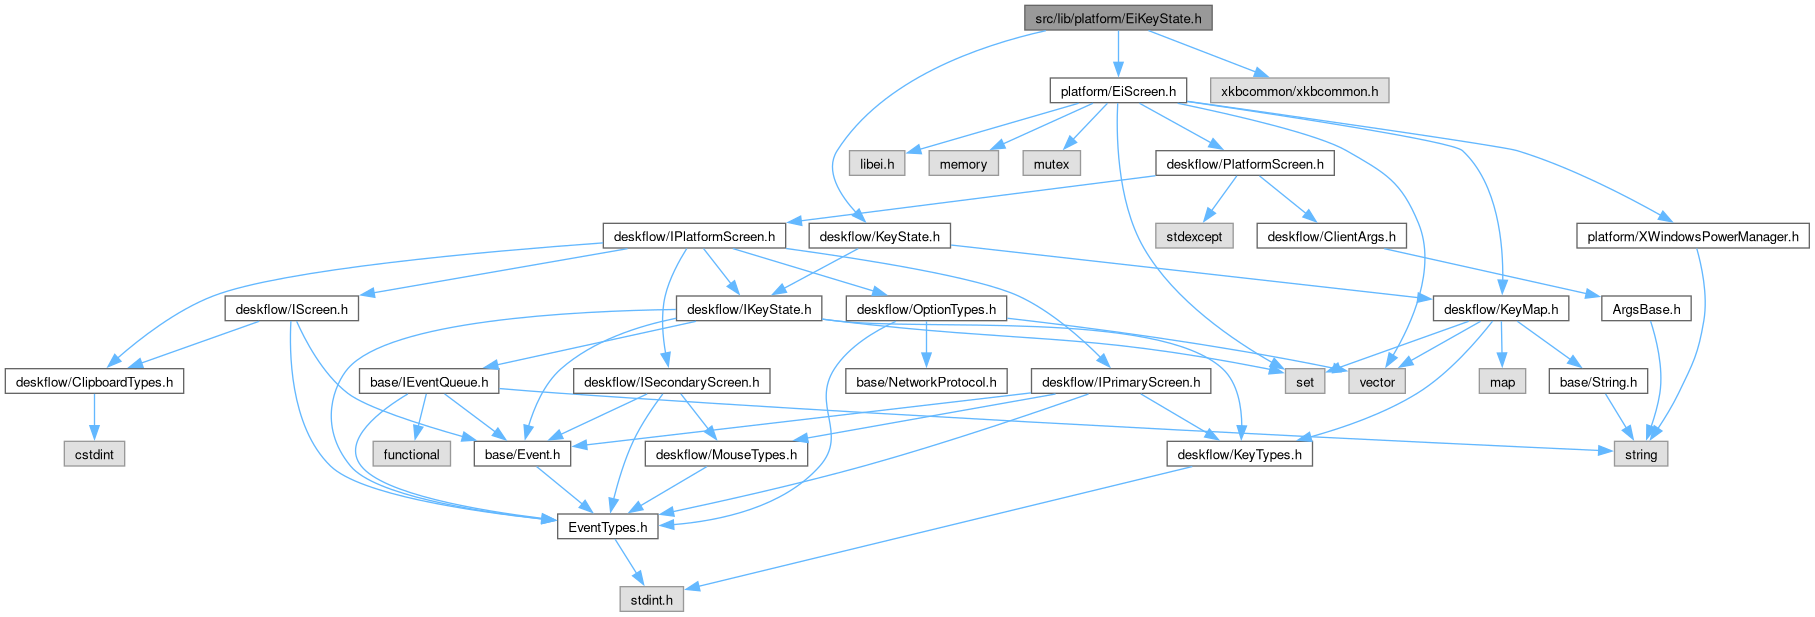 src/lib/platform/EiKeyState.h
platform/EiScreen.h
xkbcommon/xkbcommon.h
libei.h
memory
mutex
deskflow/PlatformScreen.h
deskflow/IPlatformScreen.h
deskflow/KeyState.h
stdexcept
deskflow/ClientArgs.h
platform/XWindowsPowerManager.h
deskflow/IScreen.h
deskflow/IKeyState.h
deskflow/OptionTypes.h
deskflow/KeyMap.h
ArgsBase.h
deskflow/ClipboardTypes.h
base/IEventQueue.h
deskflow/ISecondaryScreen.h
base/NetworkProtocol.h
deskflow/IPrimaryScreen.h
set
vector
map
base/String.h
cstdint
functional
base/Event.h
deskflow/MouseTypes.h
deskflow/KeyTypes.h
string
EventTypes.h
stdint.h